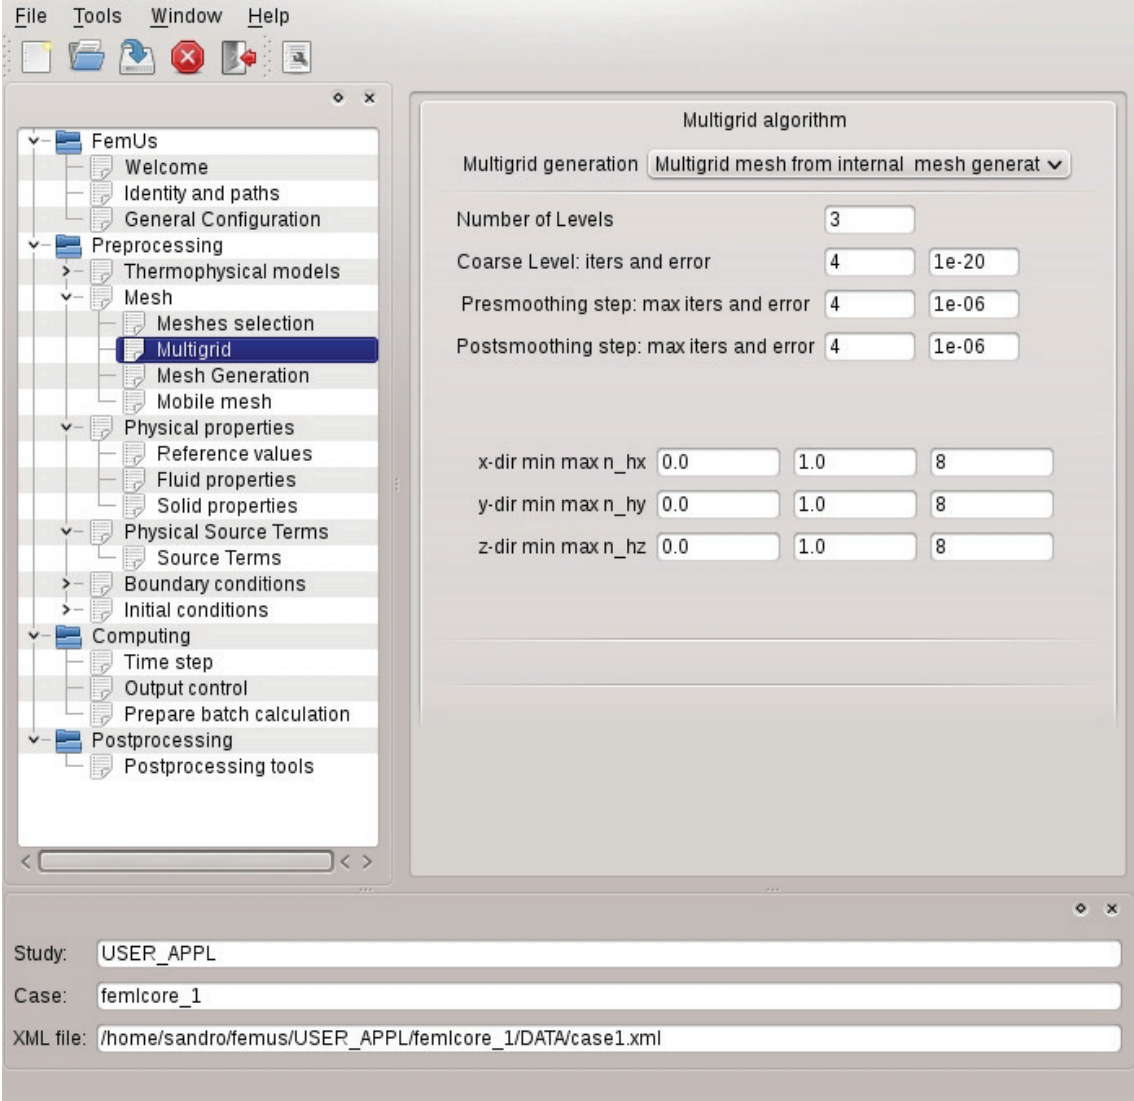 File Tools Window Help
FemUs
Welcome
Identity and paths
General Configuration
Preprocessing
Thermophysical models
Mesh
Meshes selection
Multigrid
Mesh Generation
Mobile mesh
Physical properties
Reference values
Fluid properties
Solid properties
Physical Source Terms
Source Terms
Boundary conditions
Initial conditions
Computing
Time step
Output control
Prepare batch calculation
Postprocessing
Postprocessing tools
Multigrid algorithm
Multigrid generation Multigrid mesh from internal mesh generat
Number of Levels 3
Coarse Level: iters and error 4 1e-20
Presmoothing step: max iters and error 4 1e-06
Postsmoothing step: max iters and error 4 1e-06
x-dir min max n_hx 0.0 1.0 8
y-dir min max n_hy 0.0 1.0 8
z-dir min max n_hz 0.0 1.0 8
Study: USER_APPL
Case: femlcore_1
XML file: /home/sandro/femus/USER_APPL/femlcore_1/DATA/case1.xml